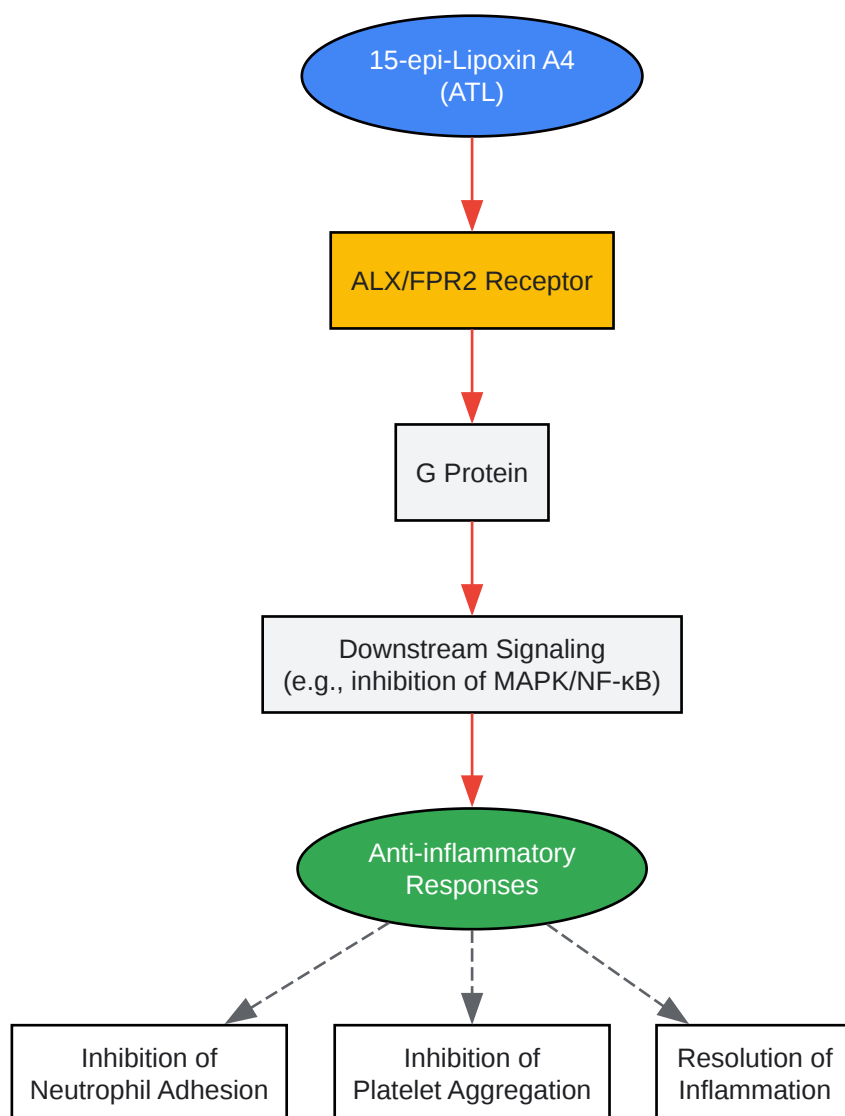 15-epi-Lipoxin A4
(ATL)
ALX/FPR2 Receptor
G Protein
Downstream Signaling
(e.g., inhibition of MAPK/NF-κB)
Anti-inflammatory
Responses
Inhibition of
Neutrophil Adhesion
Inhibition of
Platelet Aggregation
Resolution of
Inflammation